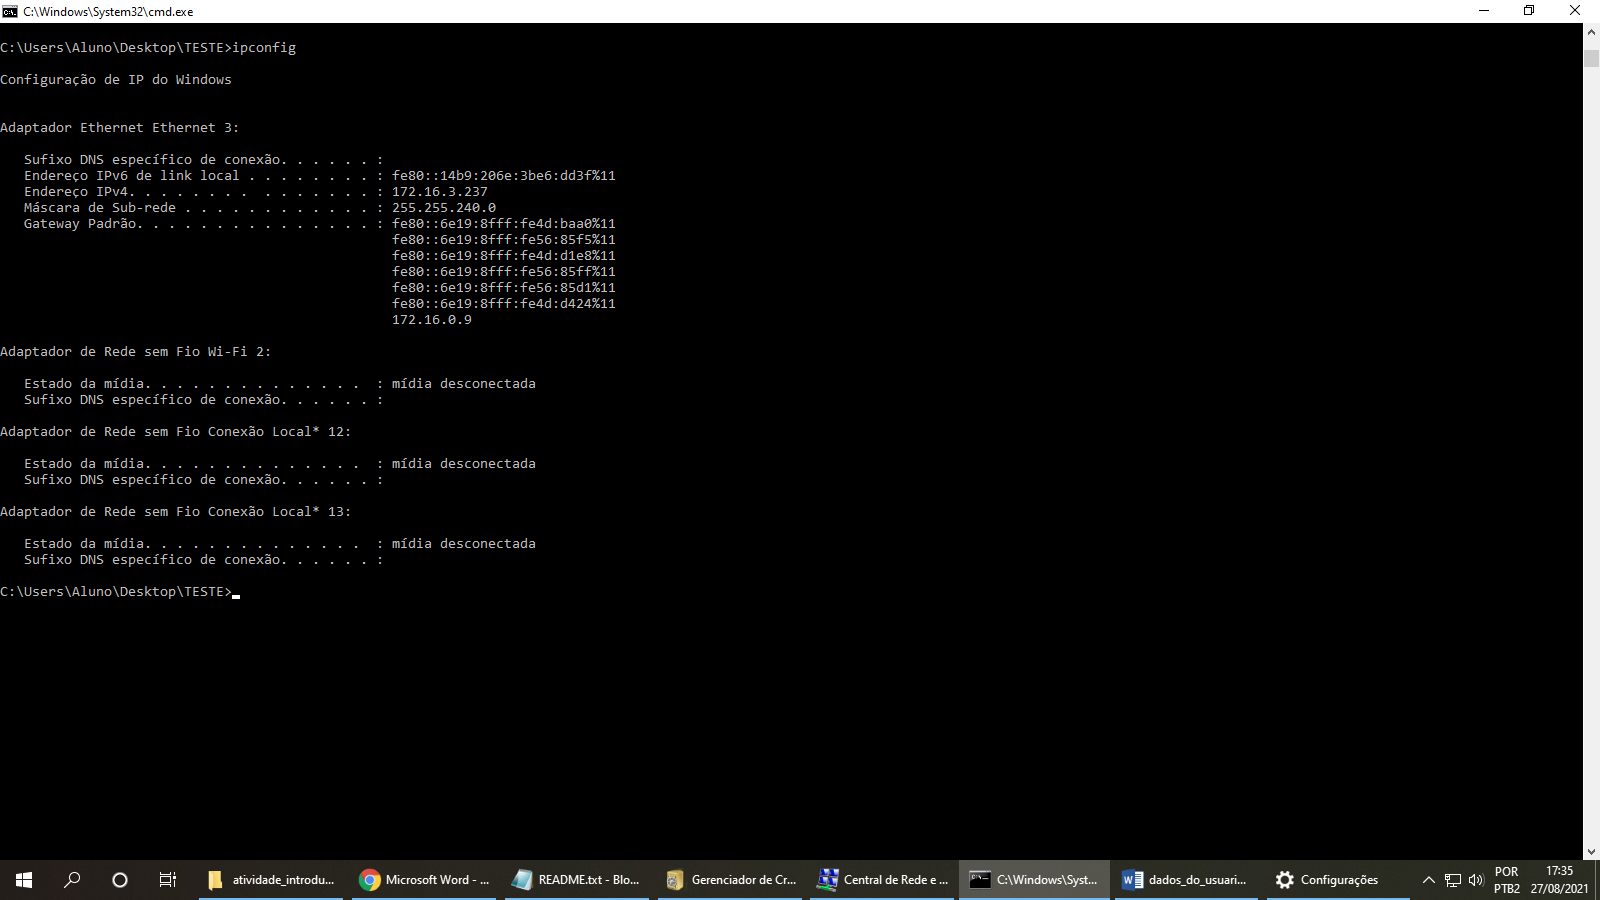 C:\Windows\System32\cmd.exe
C:\Users\Aluno\Desktop\TESTE>ipconfig
Configuração de IP do Windows
Adaptador Ethernet Ethernet 3:
Sufixo DNS específico de conexão. . . . . . :
Endereço IPv6 de link local . . . . . . . . : fe80::14b9:206e:3be6:dd3f%11
Endereço IPv4. . . . . . . .  . . . . . . . : 172.16.3.237
Máscara de Sub-rede . . . . . . . . . . . . : 255.255.240.0
Gateway Padrão. . . . . . . . . . . . . . . : fe80::6e19:8fff:fe4d:baa0%11
fe80::6e19:8fff:fe56:85f5%11
fe80::6e19:8fff:fe4d:d1e8%11
fe80::6e19:8fff:fe56:85ff%11
fe80::6e19:8fff:fe56:85d1%11
fe80::6e19:8fff:fe4d:d424%11
172.16.0.9
Adaptador de Rede sem Fio Wi-Fi 2:
Estado da mídia. . . . . . . . . . . . . .  : mídia desconectada
Sufixo DNS específico de conexão. . . . . . :
Adaptador de Rede sem Fio Conexão Local* 12:
Estado da mídia. . . . . . . . . . . . . .  : mídia desconectada
Sufixo DNS específico de conexão. . . . . . :
Adaptador de Rede sem Fio Conexão Local* 13:
Estado da mídia. . . . . . . . . . . . . .  : mídia desconectada
Sufixo DNS específico de conexão. . . . . . :
C:\Users\Aluno\Desktop\TESTE>
atividade_introdu... Microsoft Word - ... README.txt - Blo... Gerenciador de Cr... Central de Rede e ... C:\Windows\Syst... dados_do_usuari... Configurações POR 17:35
PTB2 27/08/2021